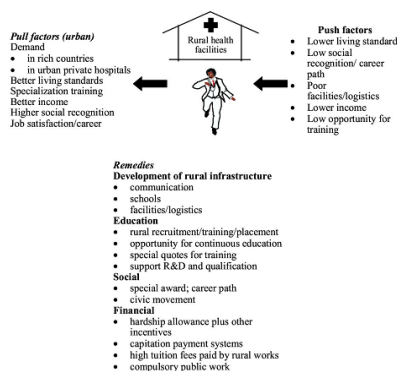 Pull factors (urban)
Demand
• in rich countries
• in urban private hospitals
Better living standards
Specialization training
Better income
Higher social recognition
Job satisfaction/career
Rural health
facilities
Push factors
• Lower living standard
• Low social
recognition/ career
path
• Poor
facilities/logistics
• Lower income
• Low opportunity for
training
Remedies
Development of rural infrastructure
• communication
• schools
• facilities/logistics
Education
• rural recruitment/training/placement
• opportunity for continuous education
• special quotes for training
• support R&D and qualification
Social
• special award; career path
• civic movement
Financial
• hardship allowance plus other
incentives
• capitation payment systems
• high tuition fees paid by rural works
• compulsory public work